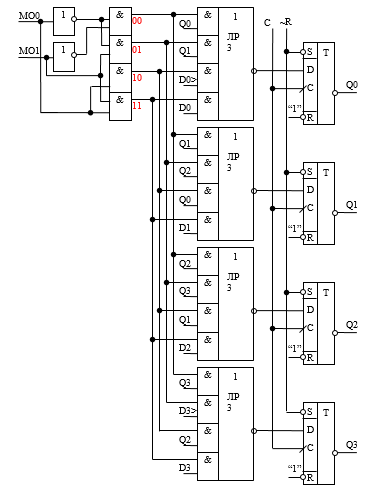 MO0 1 & 00 Q0 & 1 C ~R
MO1 1 & 01 Q1 & ЛР 3 S T
D0> & D Q0
& 10 C
& 11 D0 & "1" R
Q1 & 1
Q2 & ЛР 3 S T
Q0 & D Q1
C
D1 & "1" R
Q2 & 1
Q3 & ЛР 3 S T
Q1 & D Q2
C
D2 & "1" R
Q3 & 1
D3> & ЛР 3 S T
Q2 & D Q3
C
D3 & "1" R